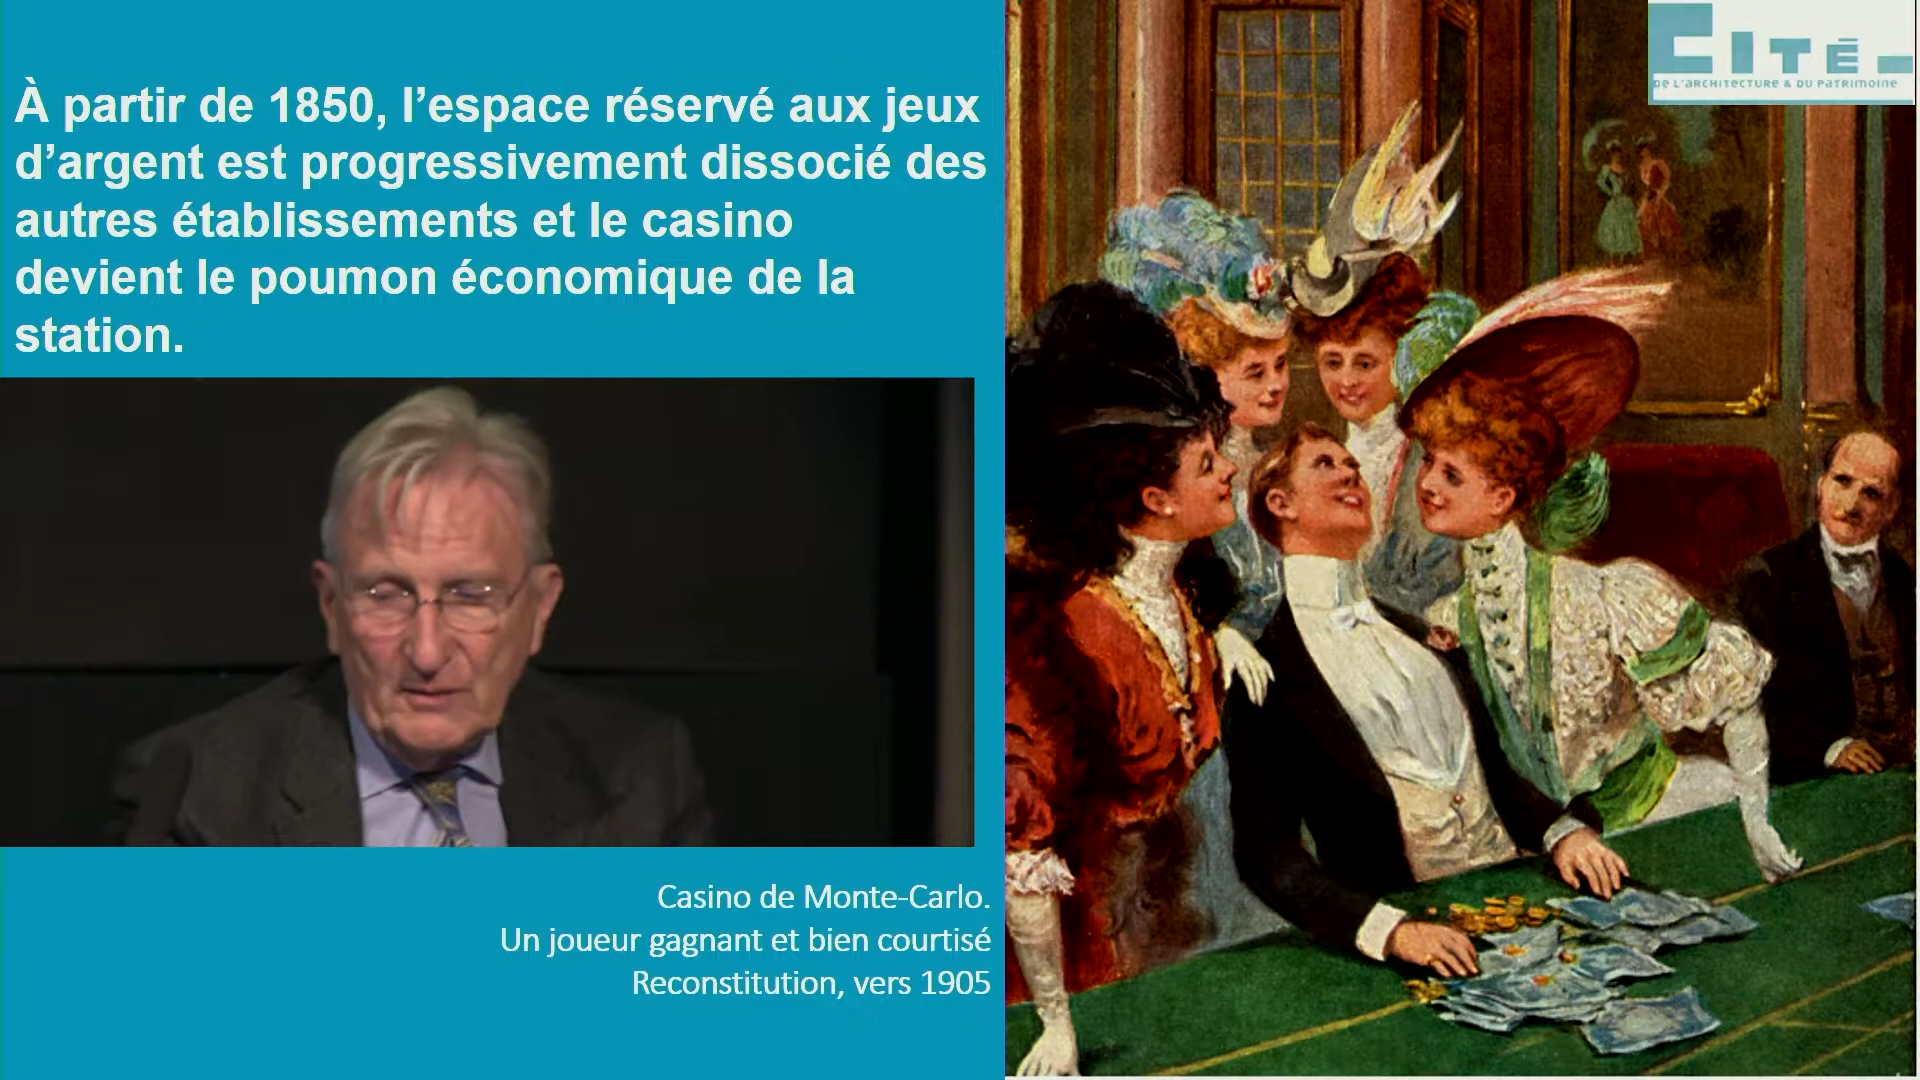 À partir de 1850, l’espace réservé aux jeux
d’argent est progressivement dissocié des
autres établissements et le casino
devient le poumon économique de la
station.
CITÉ
DE L'ARCHITECTURE & DU PATRIMOINE
Casino de Monte-Carlo.
Un joueur gagnant et bien courtisé
Reconstitution, vers 1905